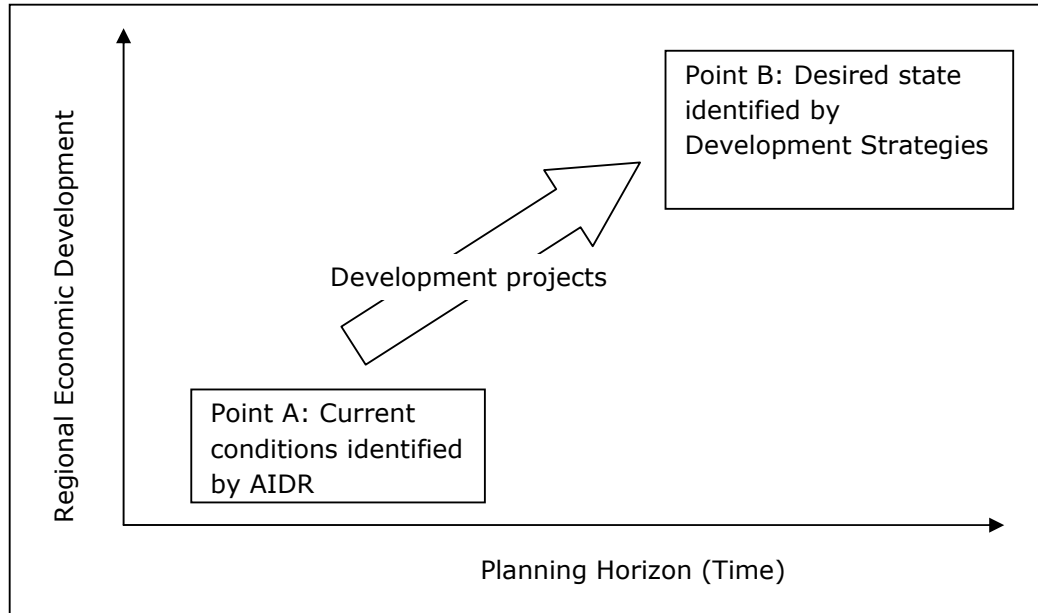 Regional Economic Development
Point B: Desired state
identified by
Development Strategies
Development projects
Point A: Current
conditions identified
by AIDR
Planning Horizon (Time)